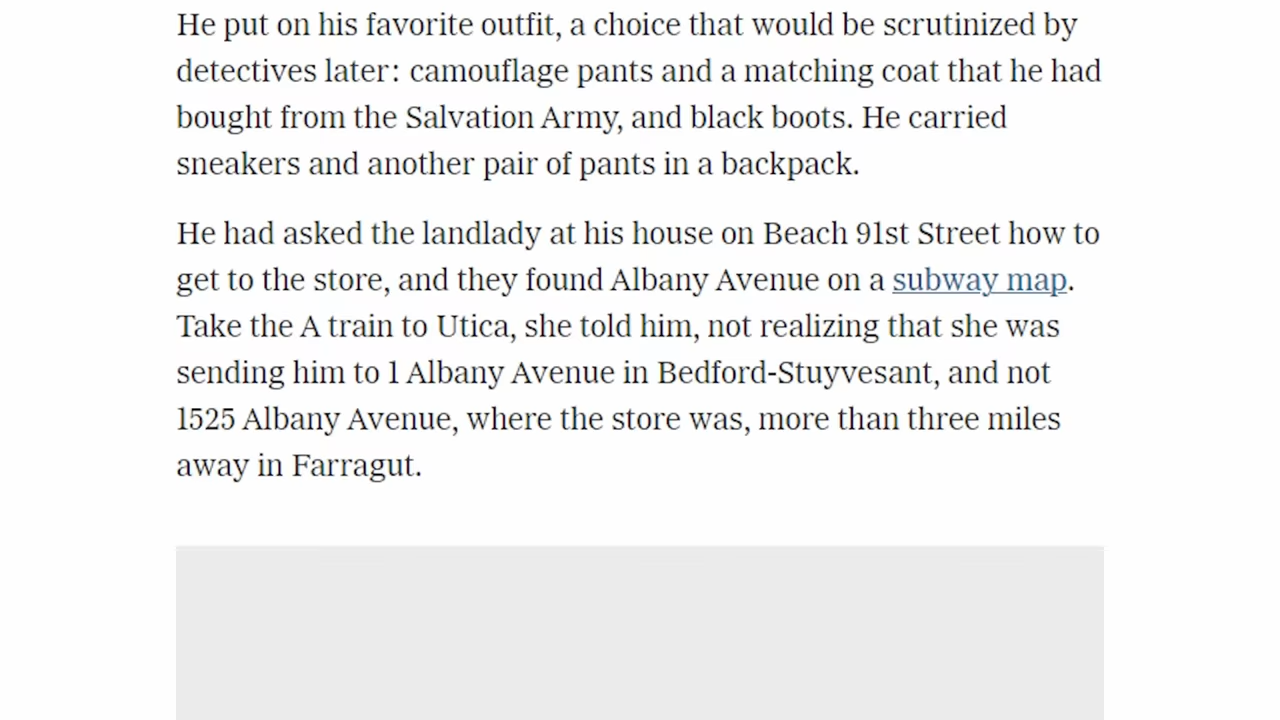 He put on his favorite outfit, a choice that would be scrutinized by
detectives later: camouflage pants and a matching coat that he had
bought from the Salvation Army, and black boots. He carried
sneakers and another pair of pants in a backpack.
He had asked the landlady at his house on Beach 91st Street how to
get to the store, and they found Albany Avenue on a subway map.
Take the A train to Utica, she told him, not realizing that she was
sending him to 1 Albany Avenue in Bedford-Stuyvesant, and not
1525 Albany Avenue, where the store was, more than three miles
away in Farragut.